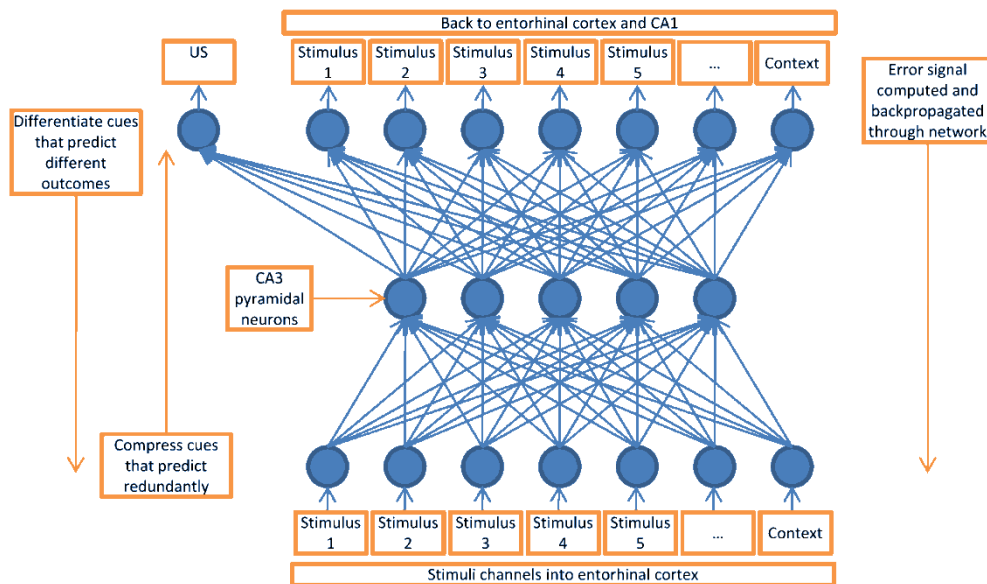 Back to entorhinal cortex and CA1
US
Stimulus
1
Stimulus
2
Stimulus
3
Stimulus
4
Stimulus
5
...
Context
Error signal
computed and
backpropagated
through network
Differentiate cues
that predict
different
outcomes
CA3
pyramidal
neurons
Compress cues
that predict
redundantly
Stimulus
1
Stimulus
2
Stimulus
3
Stimulus
4
Stimulus
5
...
Context
Stimuli channels into entorhinal cortex